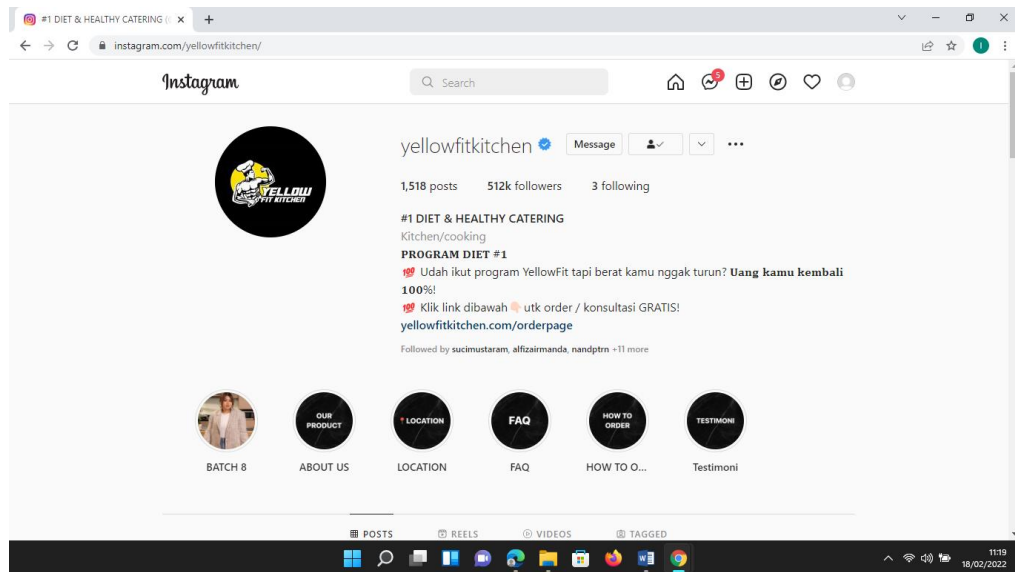 #1 DIET & HEALTHY CATERING (
instagram.com/yellowfitkitchen/
Instagram
Search
5
I
YELLOW
FIT KITCHEN
yellowfitkitchen
Message
1,518 posts 512k followers 3 following
#1 DIET & HEALTHY CATERING
Kitchen/cooking
PROGRAM DIET #1
💯 Udah ikut program YellowFit tapi berat kamu nggak turun? Uang kamu kembali
100%!
💯 Klik link dibawah👇🏻 utk order / konsultasi GRATIS!
yellowfitkitchen.com/orderpage
Followed by sucimustaram, alfizairmanda, nandptrn +11 more
OUR
PRODUCT
LOCATION
FAQ
HOW TO
ORDER
TESTIMONI
BATCH 8 ABOUT US LOCATION FAQ HOW TO O... Testimoni
POSTS REELS VIDEOS TAGGED
11:19
18/02/2022